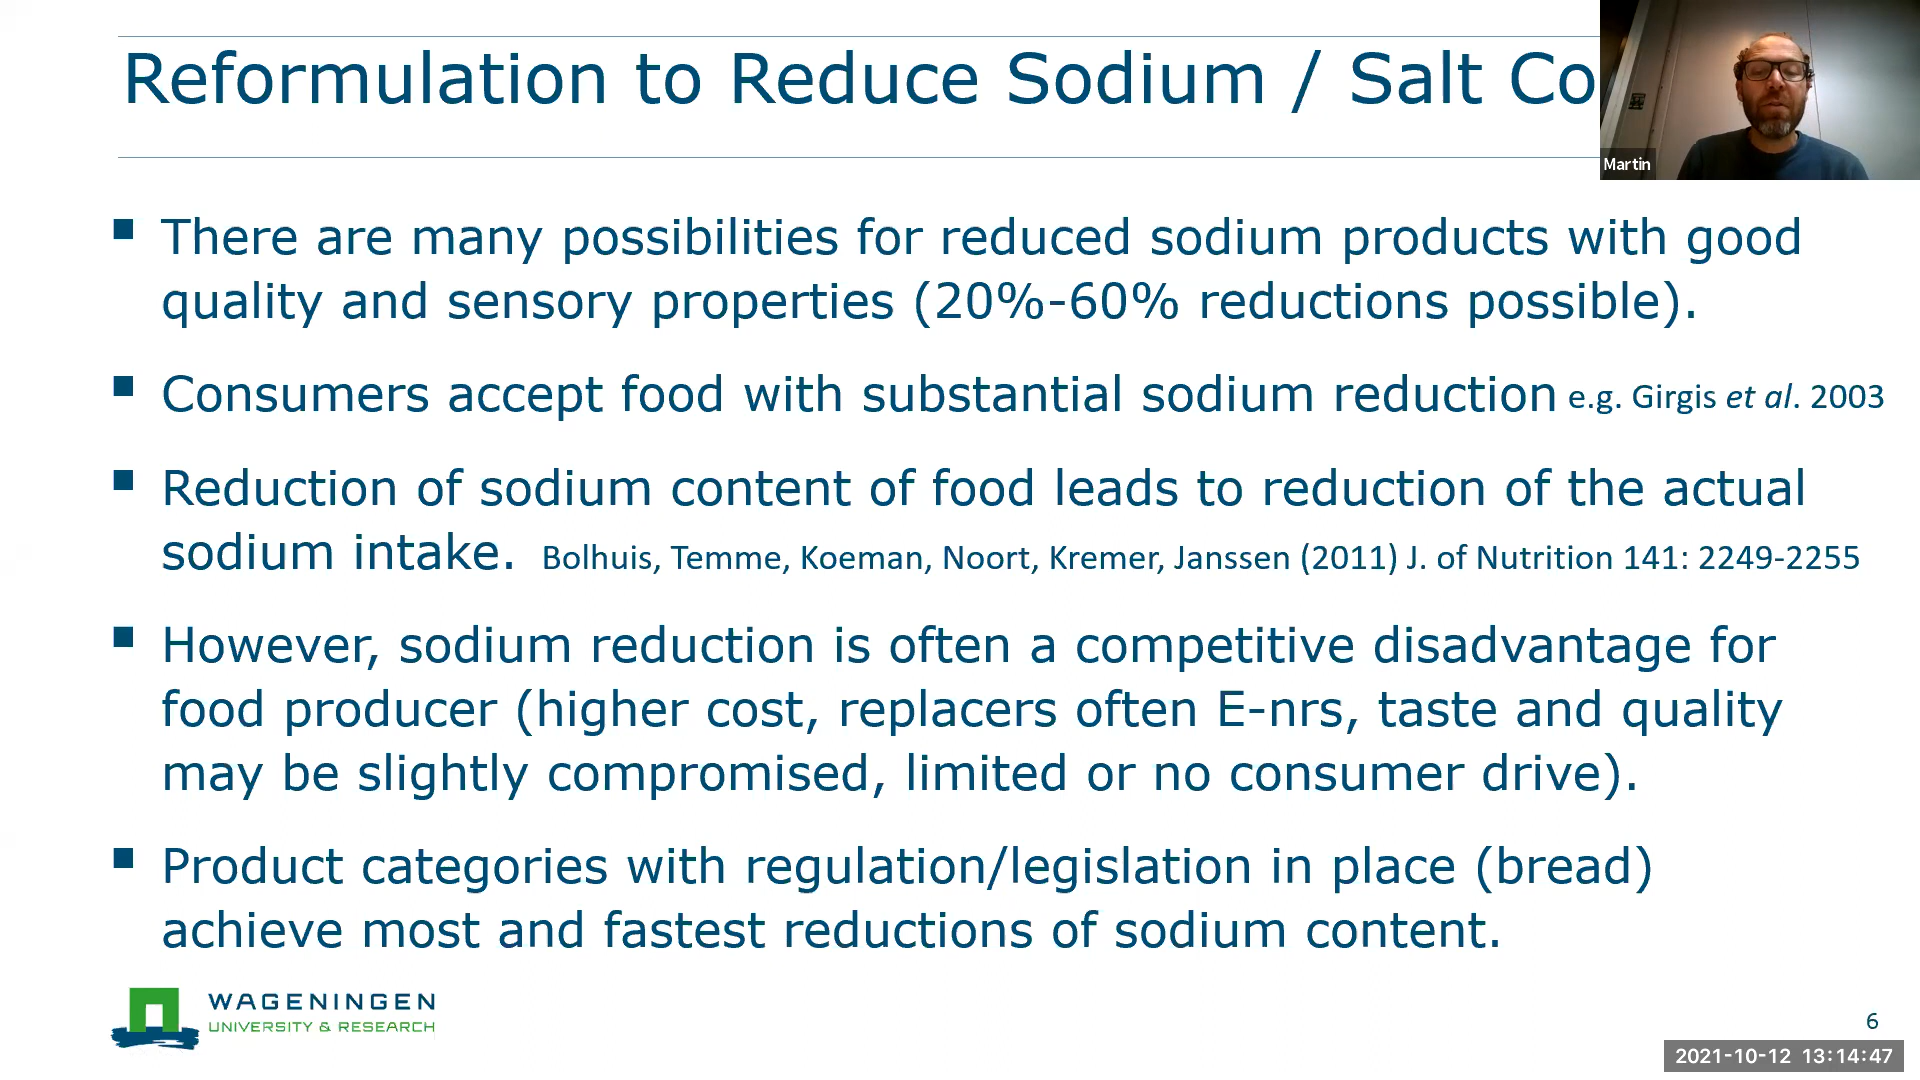 Reformulation to Reduce Sodium / Salt Co
Martin
▪ There are many possibilities for reduced sodium products with good
quality and sensory properties (20%-60% reductions possible).
▪ Consumers accept food with substantial sodium reduction e.g. Girgis et al. 2003
▪ Reduction of sodium content of food leads to reduction of the actual
sodium intake. Bolhuis, Temme, Koeman, Noort, Kremer, Janssen (2011) J. of Nutrition 141: 2249-2255
▪ However, sodium reduction is often a competitive disadvantage for
food producer (higher cost, replacers often E-nrs, taste and quality
may be slightly compromised, limited or no consumer drive).
▪ Product categories with regulation/legislation in place (bread)
achieve most and fastest reductions of sodium content.
WAGENINGEN
UNIVERSITY & RESEARCH
6
2021-10-12 13:14:47